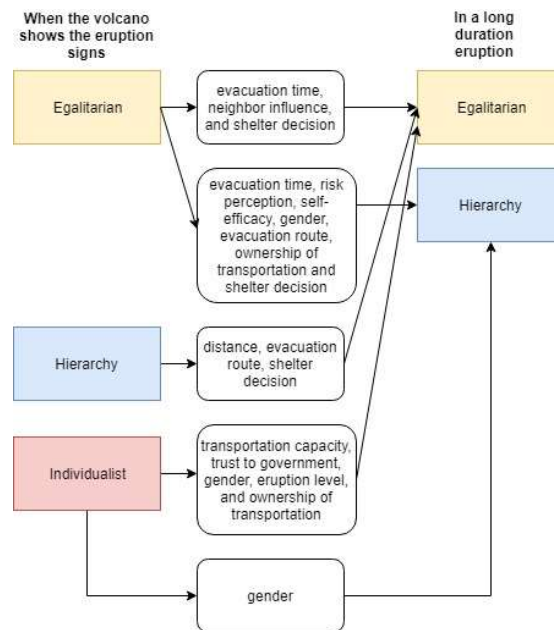 When the volcano
shows the eruption
signs
In a long
duration
eruption
Egalitarian
evacuation time,
neighbor influence,
and shelter decision
Egalitarian
evacuation time, risk
perception, self-
efficacy, gender,
evacuation route,
ownership of
transportation and
shelter decision
Hierarchy
Hierarchy
distance, evacuation
route, shelter
decision
Individualist
transportation capacity,
trust to government,
gender, eruption level,
and ownership of
transportation
gender